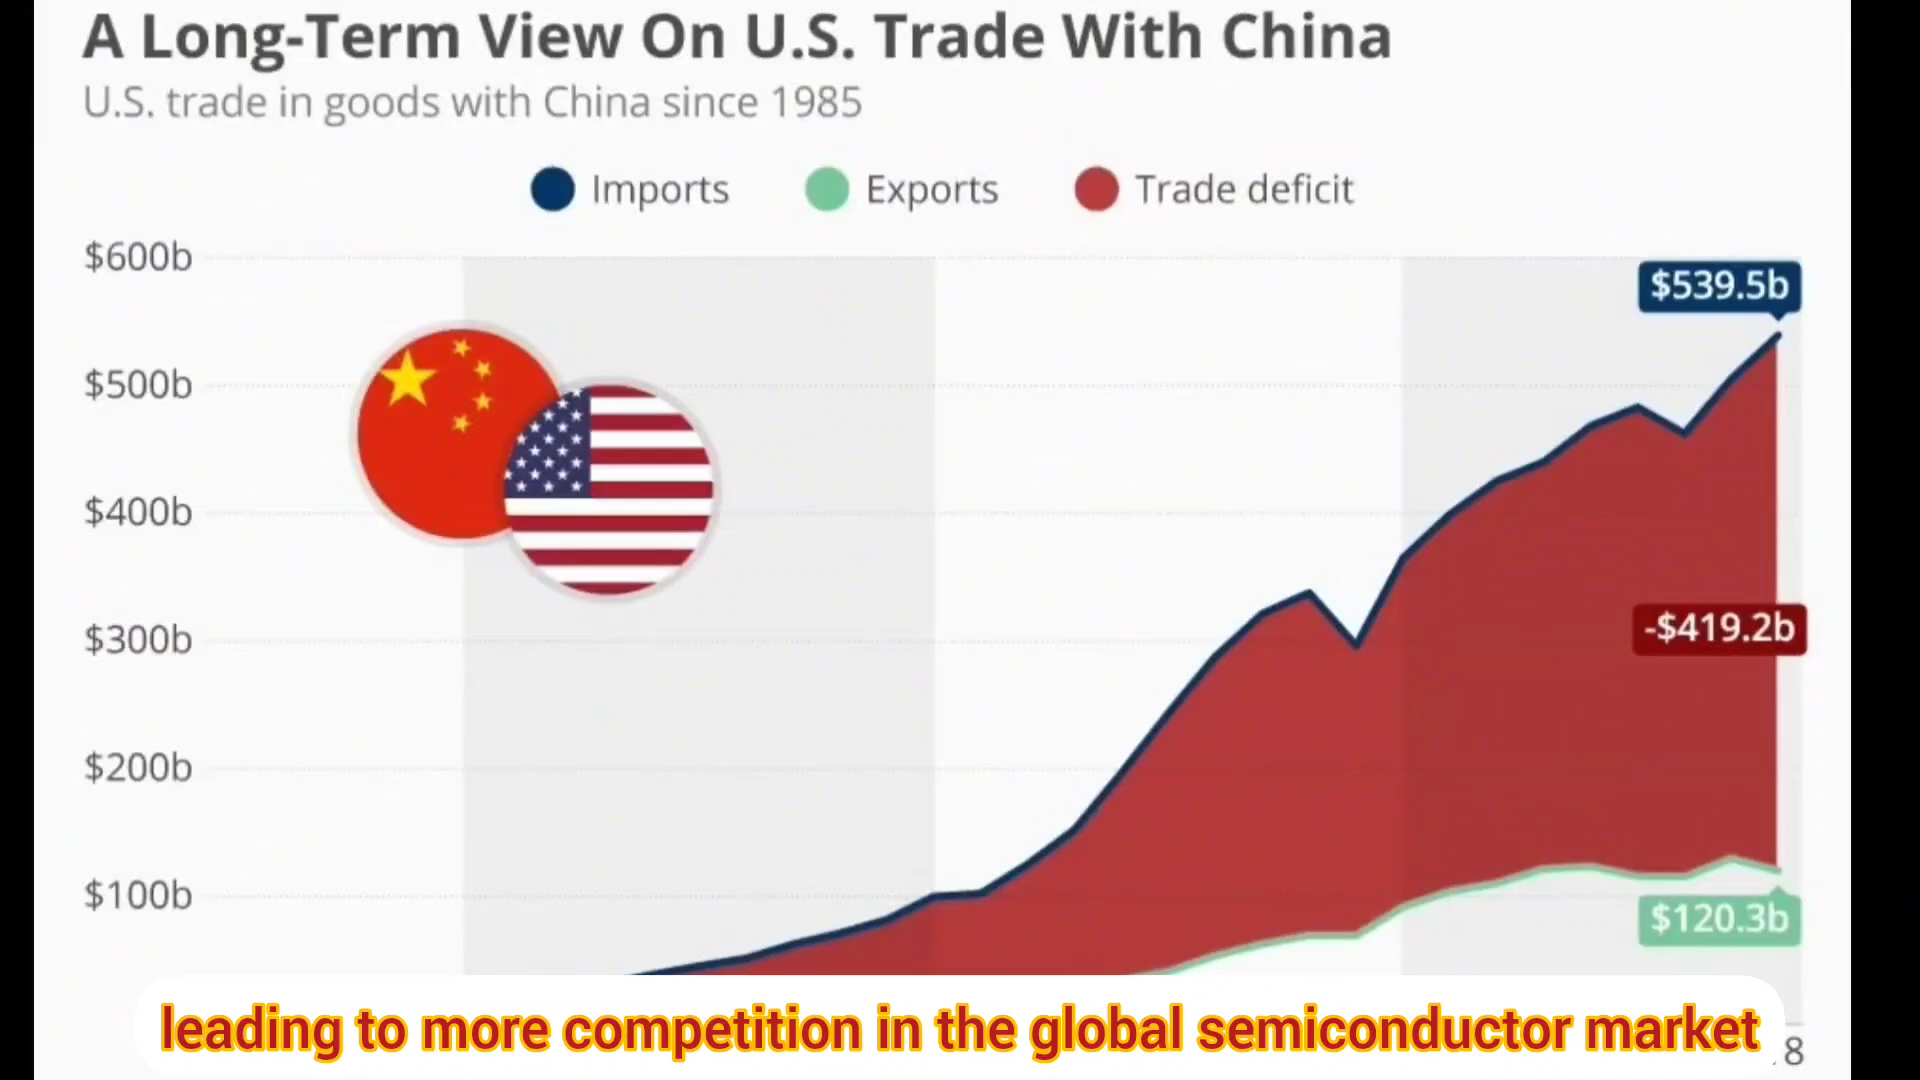 A Long-Term View On U.S. Trade With China
U.S. trade in goods with China since 1985
Imports Exports Trade deficit
$600b
$539.5b
$500b
$400b
$300b
-$419.2b
$200b
$100b
$120.3b
leading to more competition in the global semiconductor market
8